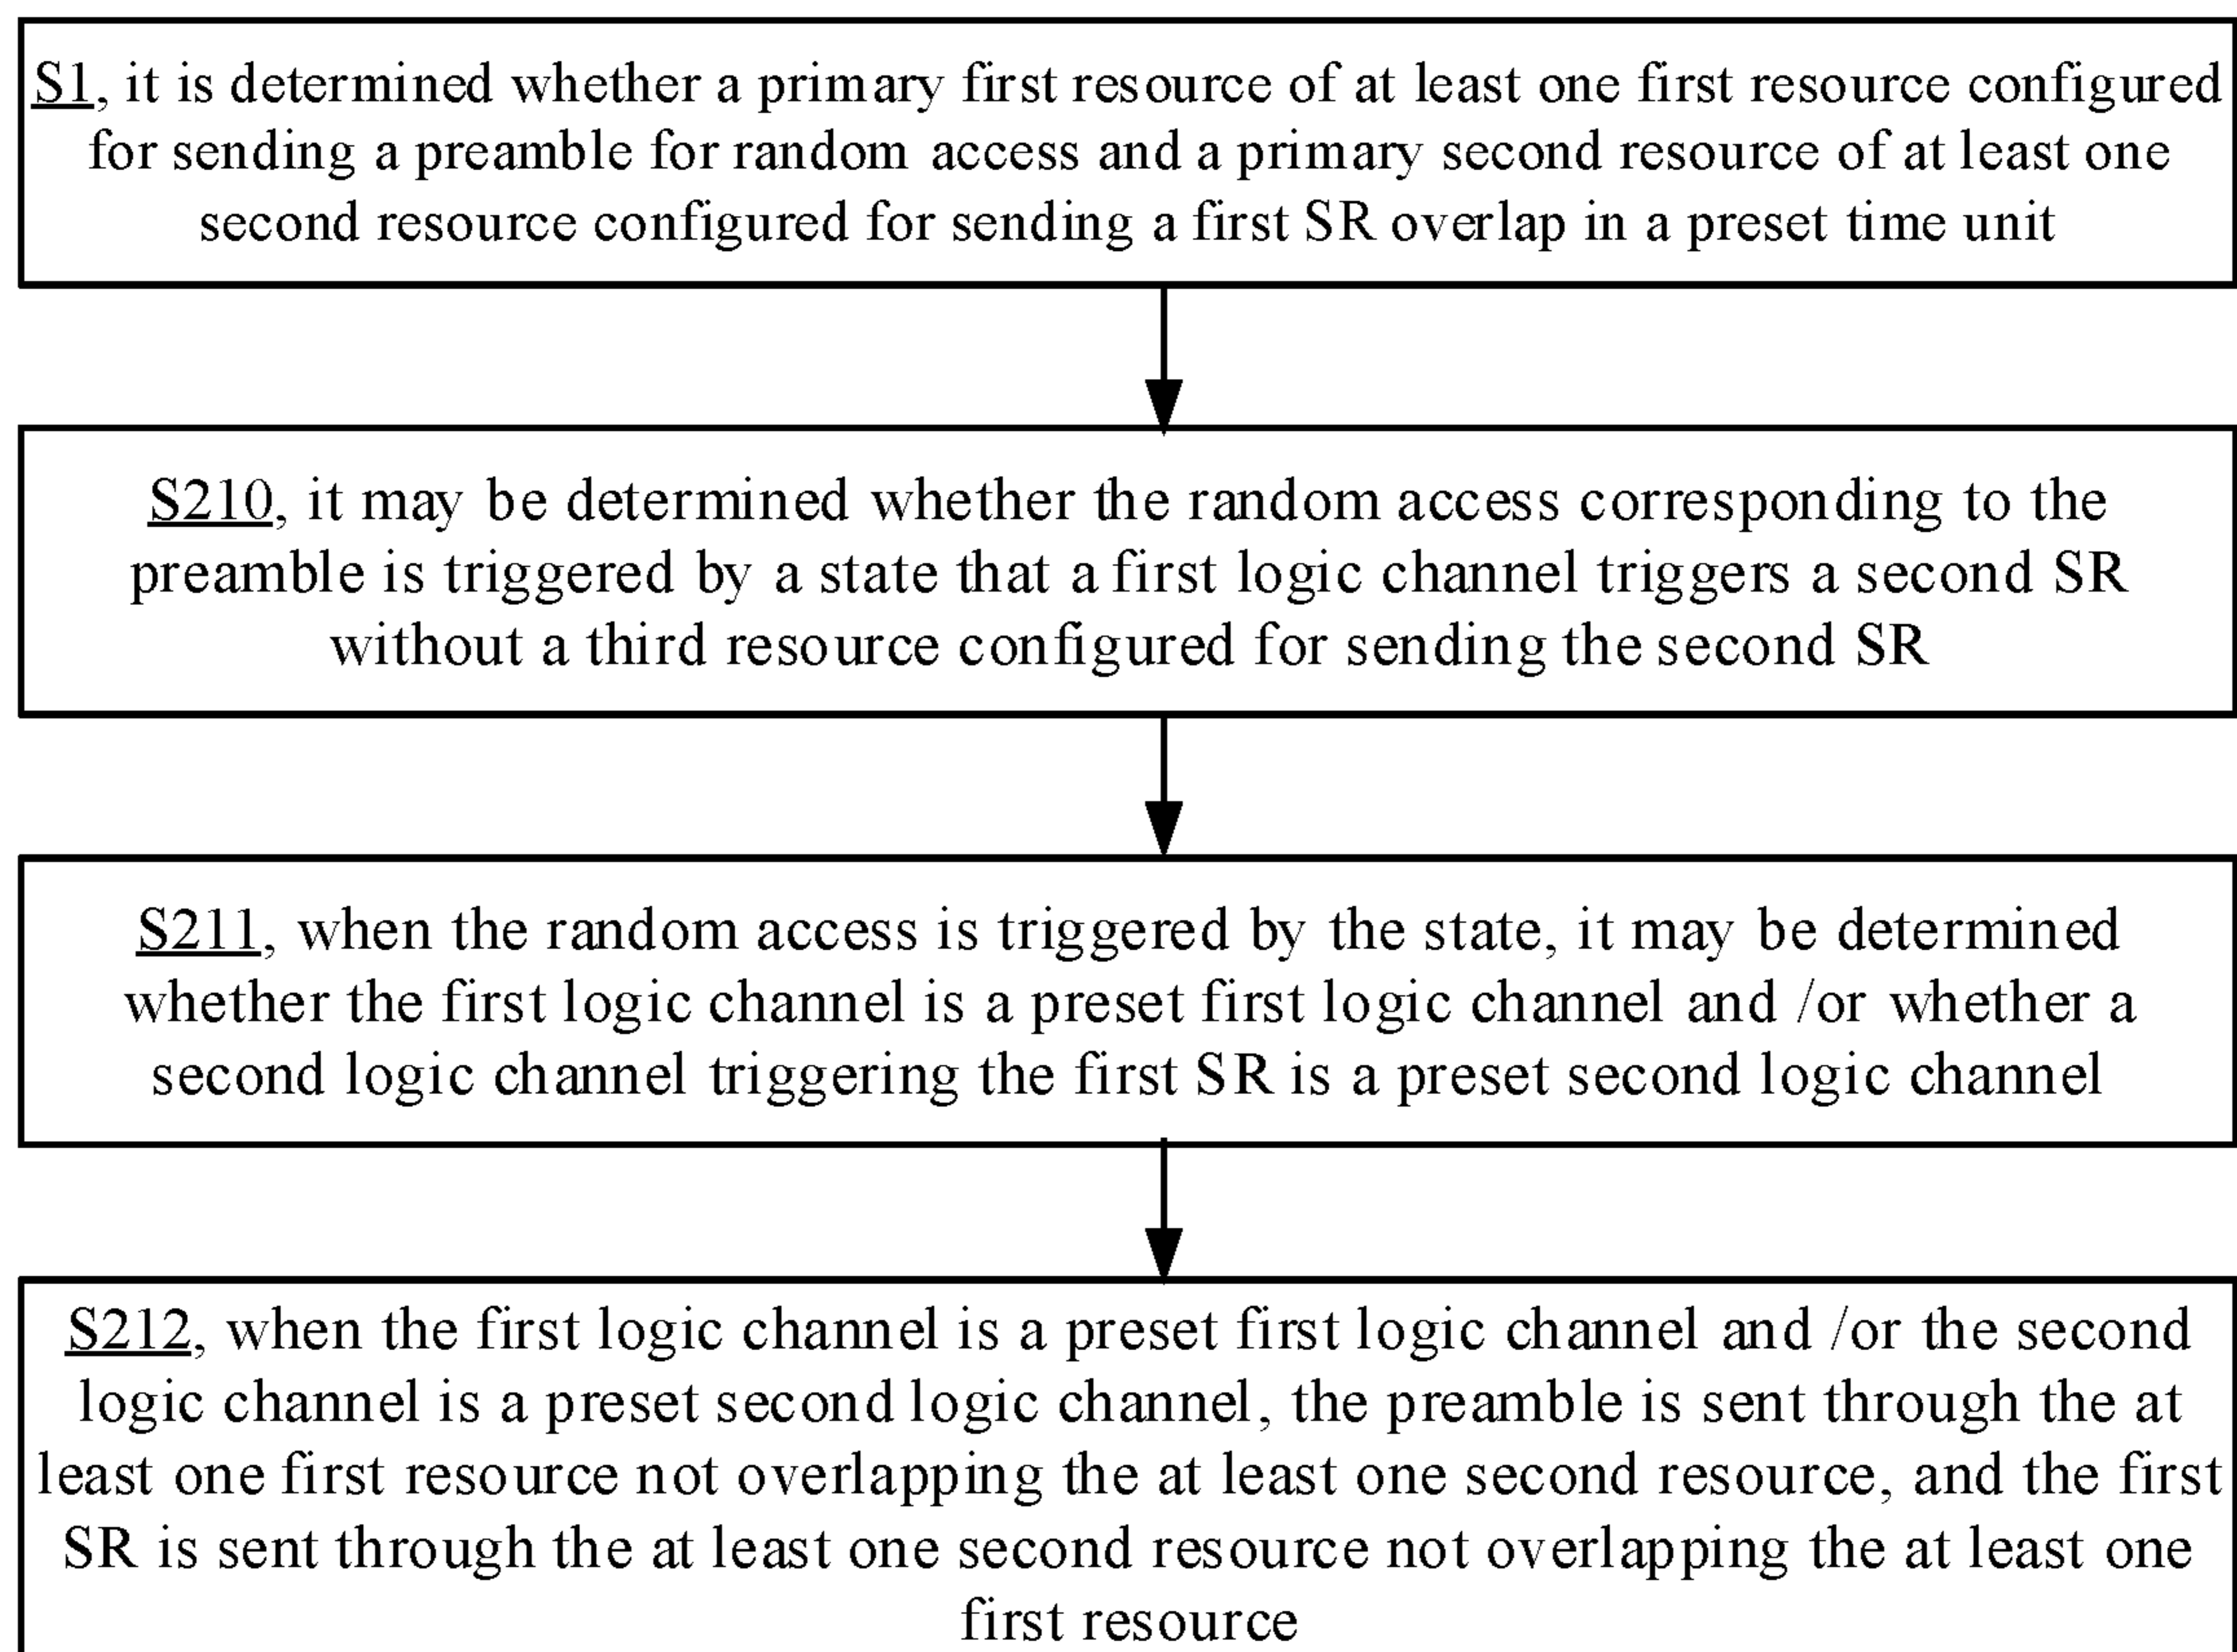 S1, it is determined whether a primary first resource of at least one first resource configured
for sending a preamble for random access and a primary second resource of at least one
second resource configured for sending a first SR overlap in a preset time unit
S210, it may be determined whether the random access corresponding to the
preamble is triggered by a state that a first logic channel triggers a second SR
without a third resource configured for sending the second SR
S211, when the random access is triggered by the state, it may be determined
whether the first logic channel is a preset first logic channel and /or whether a
second logic channel triggering the first SR is a preset second logic channel
S212, when the first logic channel is a preset first logic channel and /or the second
logic channel is a preset second logic channel, the preamble is sent through the at
least one first resource not overlapping the at least one second resource, and the first
SR is sent through the at least one second resource not overlapping the at least one
first resource